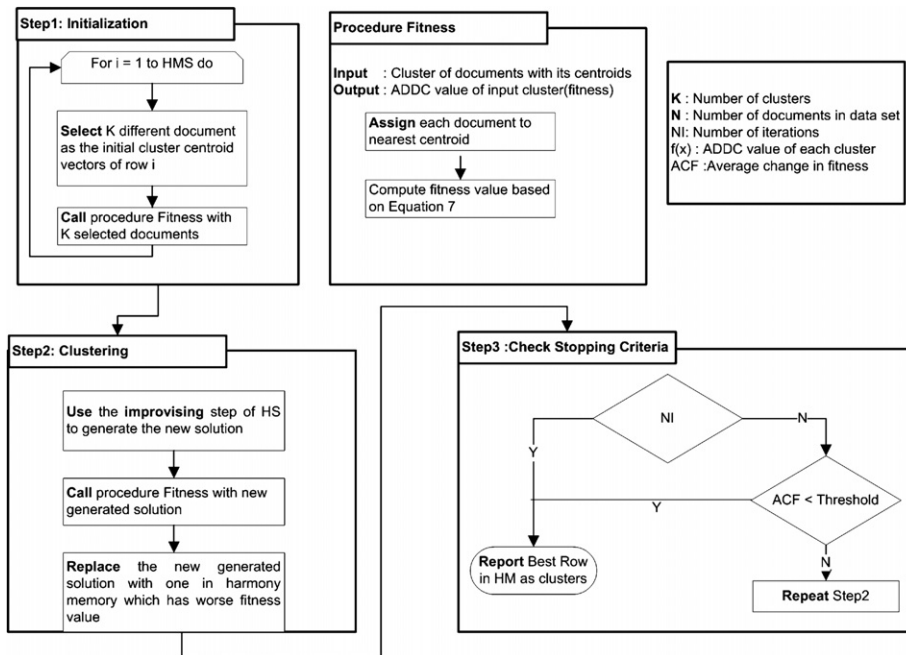 Step1: Initialization
For i = 1 to HMS do
Select K different document
as the initial cluster centroid
vectors of row i
Call procedure Fitness with
K selected documents
Procedure Fitness
Input : Cluster of documents with its centroids
Output : ADDC value of input cluster(fitness)
Assign each document to
nearest centroid
Compute fitness value based
on Equation 7
K : Number of clusters
N : Number of documents in data set
NI: Number of iterations
f(x) : ADDC value of each cluster
ACF :Average change in fitness
Step2: Clustering
Use the improvising step of HS
to generate the new solution
Call procedure Fitness with new
generated solution
Replace the new generated
solution with one in harmony
memory which has worse fitness
value
Step3 :Check Stopping Criteria
NI
N
Y
ACF < Threshold
Y
N
Report Best Row
in HM as clusters
Repeat Step2